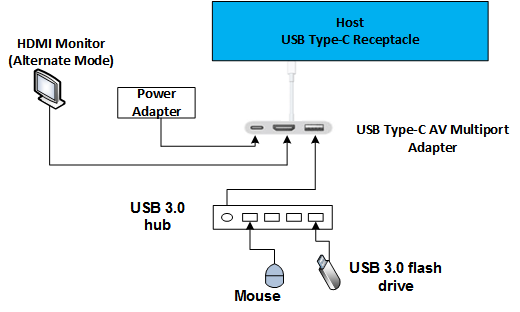 Host
USB Type-C Receptacle
HDMI Monitor
(Alternate Mode)
Power
Adapter
USB Type-C AV Multiport
Adapter
USB 3.0
hub
Mouse
USB 3.0 flash
drive